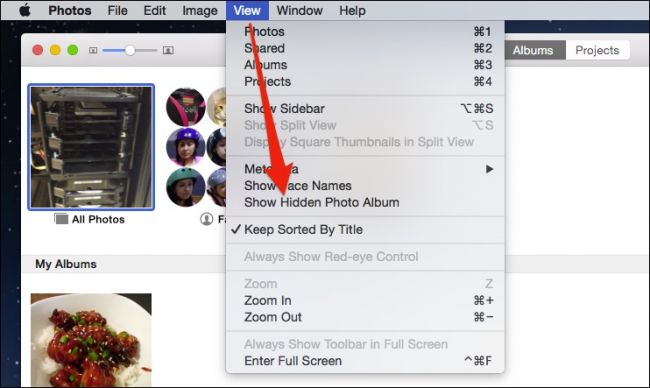 Photos File Edit Image View Window Help
Albums Projects
Photos ⌘1
Shared ⌘2
Albums ⌘3
Projects ⌘4
Show Sidebar ⌥⌘S
Show Split View ⌥S
Display Square Thumbnails in Split View
Show Face Names
Show Hidden Photo Album
✓ Keep Sorted By Title
Always Show Red-eye Control
Zoom Z
Zoom In ⌘+
Zoom Out ⌘−
Always Show Toolbar in Full Screen
Enter Full Screen ^⌘F
All Photos
My Albums